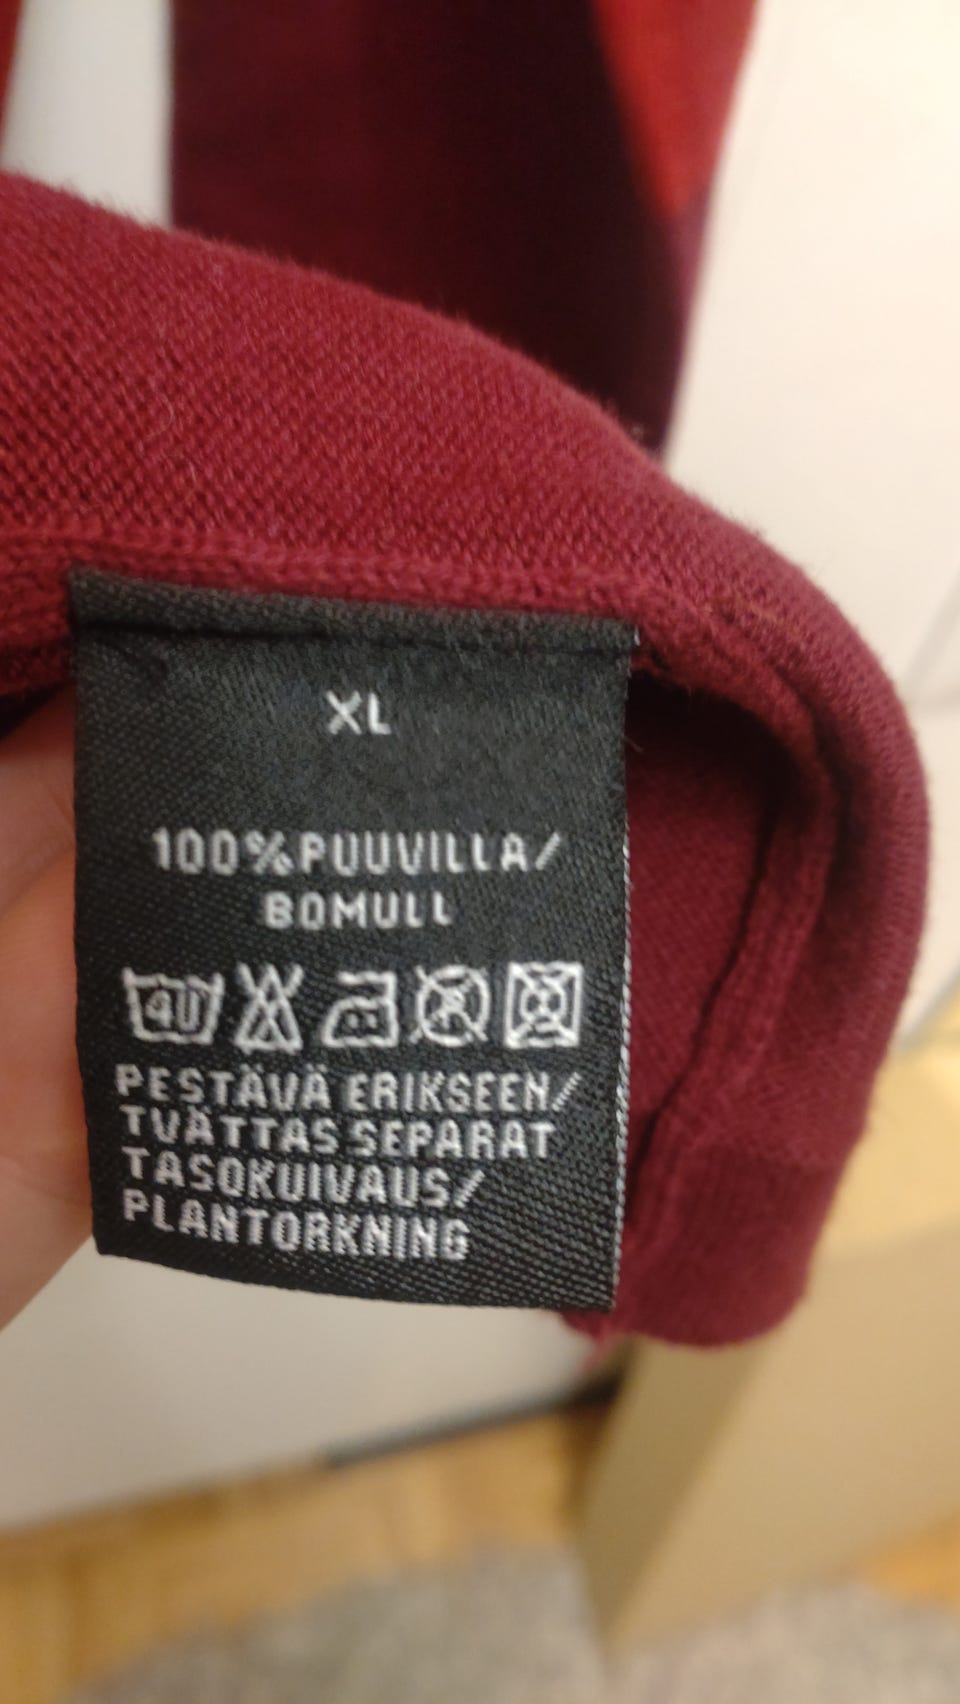 XL
100%PUUVILLA/
BOMULL
40
PESTÄVÄ ERIKSEEN/
TVÄTTAS SEPARAT
TASOKUIVAUS/
PLANTORKNING